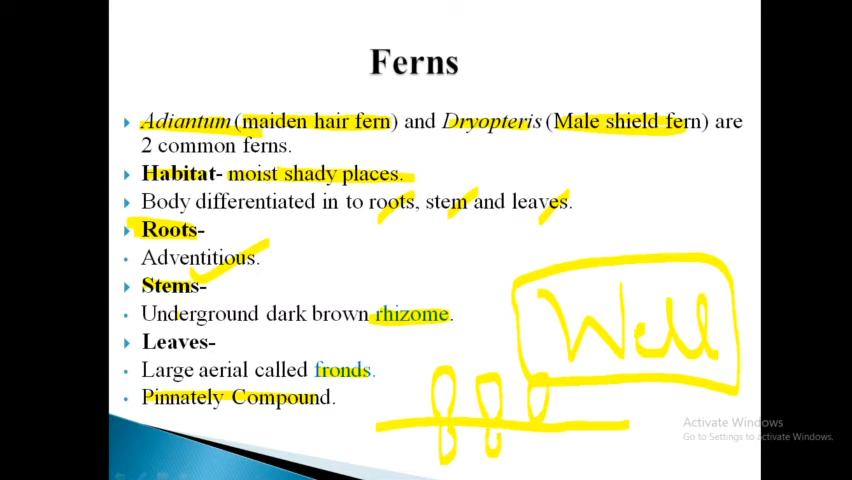 Ferns
Adiantum (maiden hair fern) and Dryopteris (Male shield fern) are
2 common ferns.
Habitat- moist shady places.
Body differentiated in to roots, stem and leaves.
Roots-
Adventitious.
Stems-
Underground dark brown rhizome.
Leaves-
Large aerial called fronds.
Pinnately Compound.
Well
Activate Windows
Go to Settings to activate Windows.